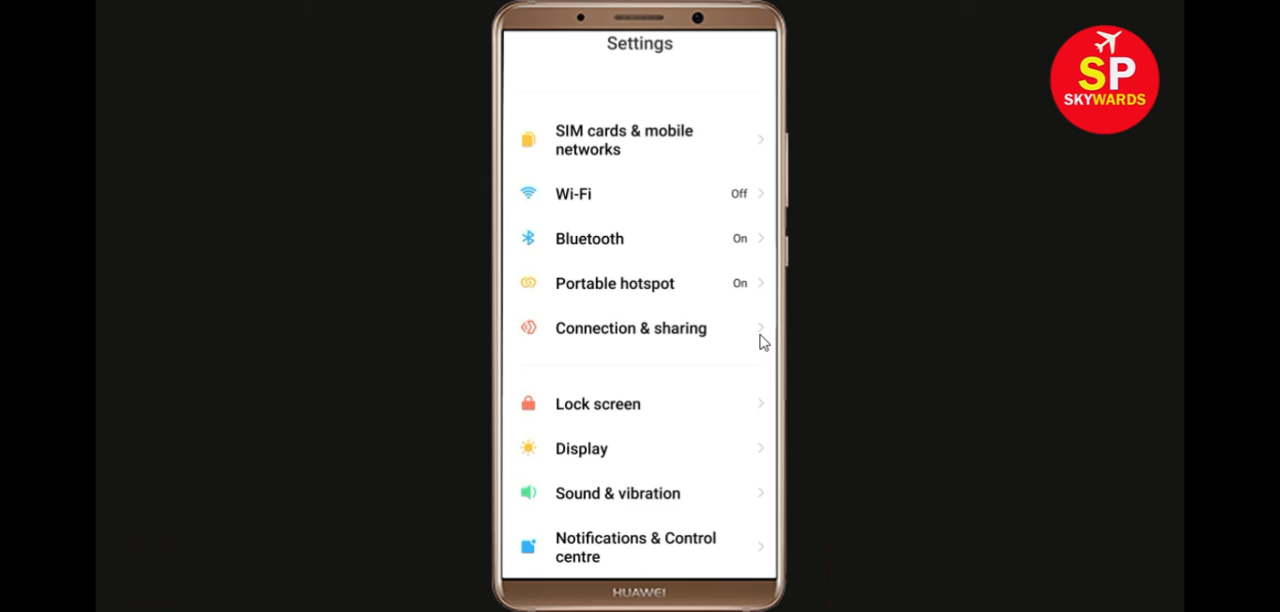 Settings
SP
SKYWARDS
SIM cards & mobile
networks
Wi-Fi
Off
Bluetooth
On
Portable hotspot
On
Connection & sharing
Lock screen
Display
Sound & vibration
Notifications & Control
centre
HUAWEI